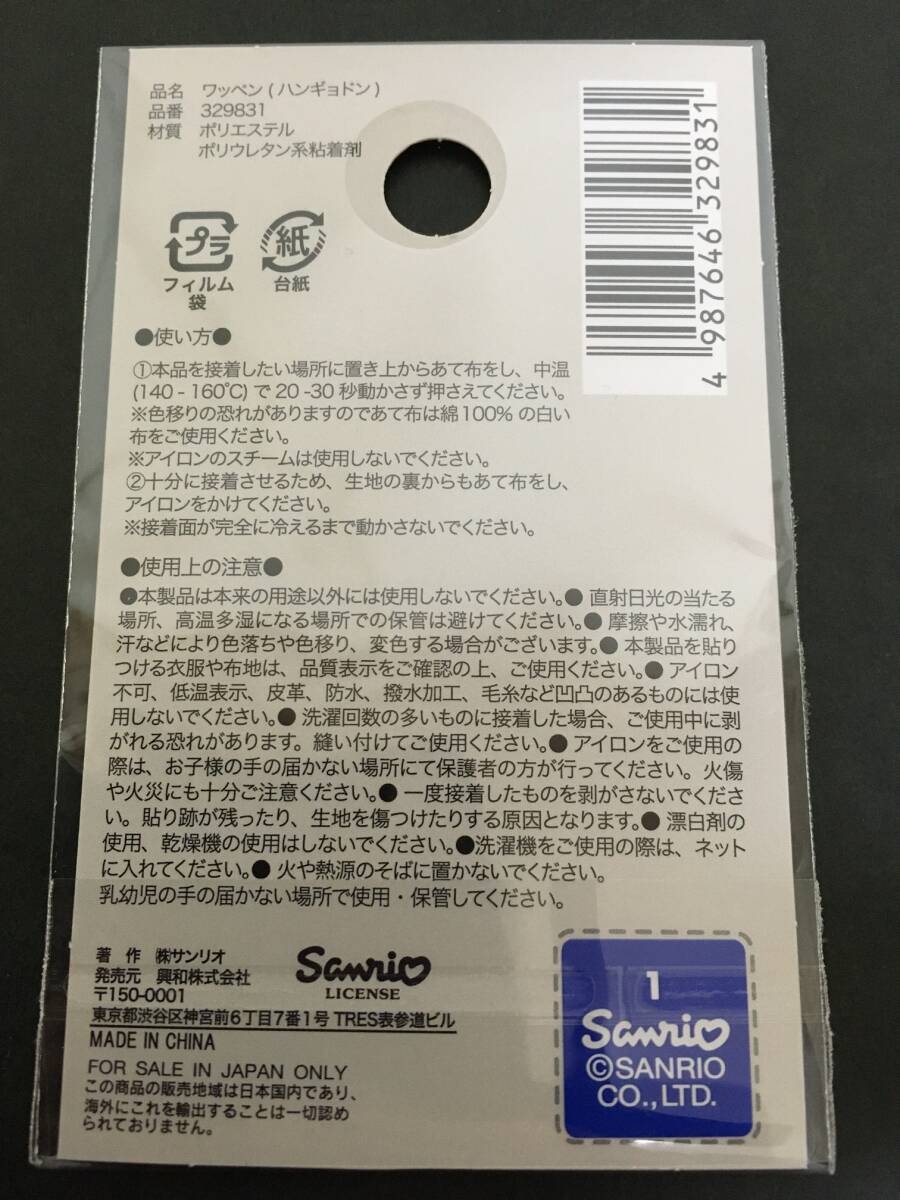 品名 ワッペン(ハンギョドン)
品番 329831
材質 ポリエステル
ポリウレタン系粘着剤
4 987646 329831
プラ
フィルム
袋
紙
台紙
●使い方●
①本品を接着したい場所に置き上からあて布をし、中温
(140 - 160℃) で 20 -30 秒動かさず押さえてください。
※色移りの恐れがありますのであて布は綿100% の白い
布をご使用ください。
※アイロンのスチームは使用しないでください。
②十分に接着させるため、生地の裏からもあて布をし、
アイロンをかけてください。
※接着面が完全に冷えるまで動かさないでください。
●使用上の注意●
●本製品は本来の用途以外には使用しないでください。● 直射日光の当たる
場所、高温多湿になる場所での保管は避けてください。● 摩擦や水濡れ、
汗などにより色落ちや色移り、変色する場合がございます。● 本製品を貼り
つける衣服や布地は、品質表示をご確認の上、ご使用ください。● アイロン
不可、低温表示、皮革、防水、撥水加工、毛糸など凹凸のあるものには使
用しないでください。● 洗濯回数の多いものに接着した場合、ご使用中に剥
がれる恐れがあります。縫い付けてご使用ください。● アイロンをご使用の
際は、お子様の手の届かない場所にて保護者の方が行ってください。火傷
や火災にも十分ご注意ください。● 一度接着したものを剥がさないでくださ
い。貼り跡が残ったり、生地を傷つけたりする原因となります。● 漂白剤の
使用、乾燥機の使用はしないでください。●洗濯機をご使用の際は、ネット
に入れてください。● 火や熱源のそばに置かないでください。
乳幼児の手の届かない場所で使用・保管してください。
著 作 ㈱サンリオ
発売元 興和株式会社
〒150-0001
東京都渋谷区神宮前6丁目7番1号 TRES表参道ビル
MADE IN CHINA
FOR SALE IN JAPAN ONLY
この商品の販売地域は日本国内であり、
海外にこれを輸出することは一切認め
られておりません。
Sanrio
LICENSE
1
Sanrio
©SANRIO
CO.,LTD.